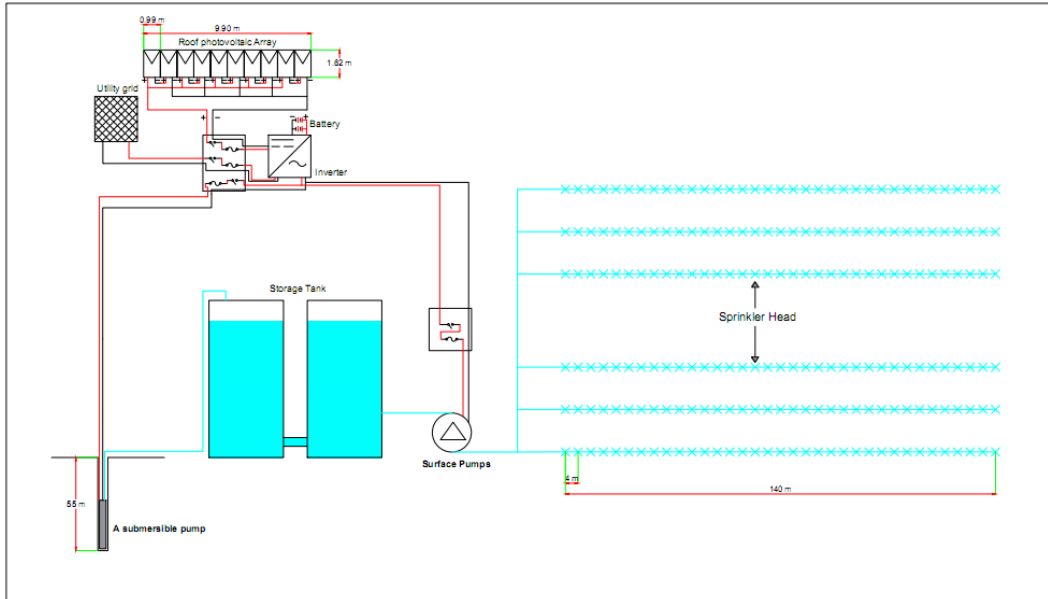 0.99 m
9.90 m
Roof photovoltaic Array
1.62 m
Utility grid
+ -
- +
Battery
Inverter
Storage Tank
Sprinkler Head
Surface Pumps
4 m
140 m
55 m
A submersible pump